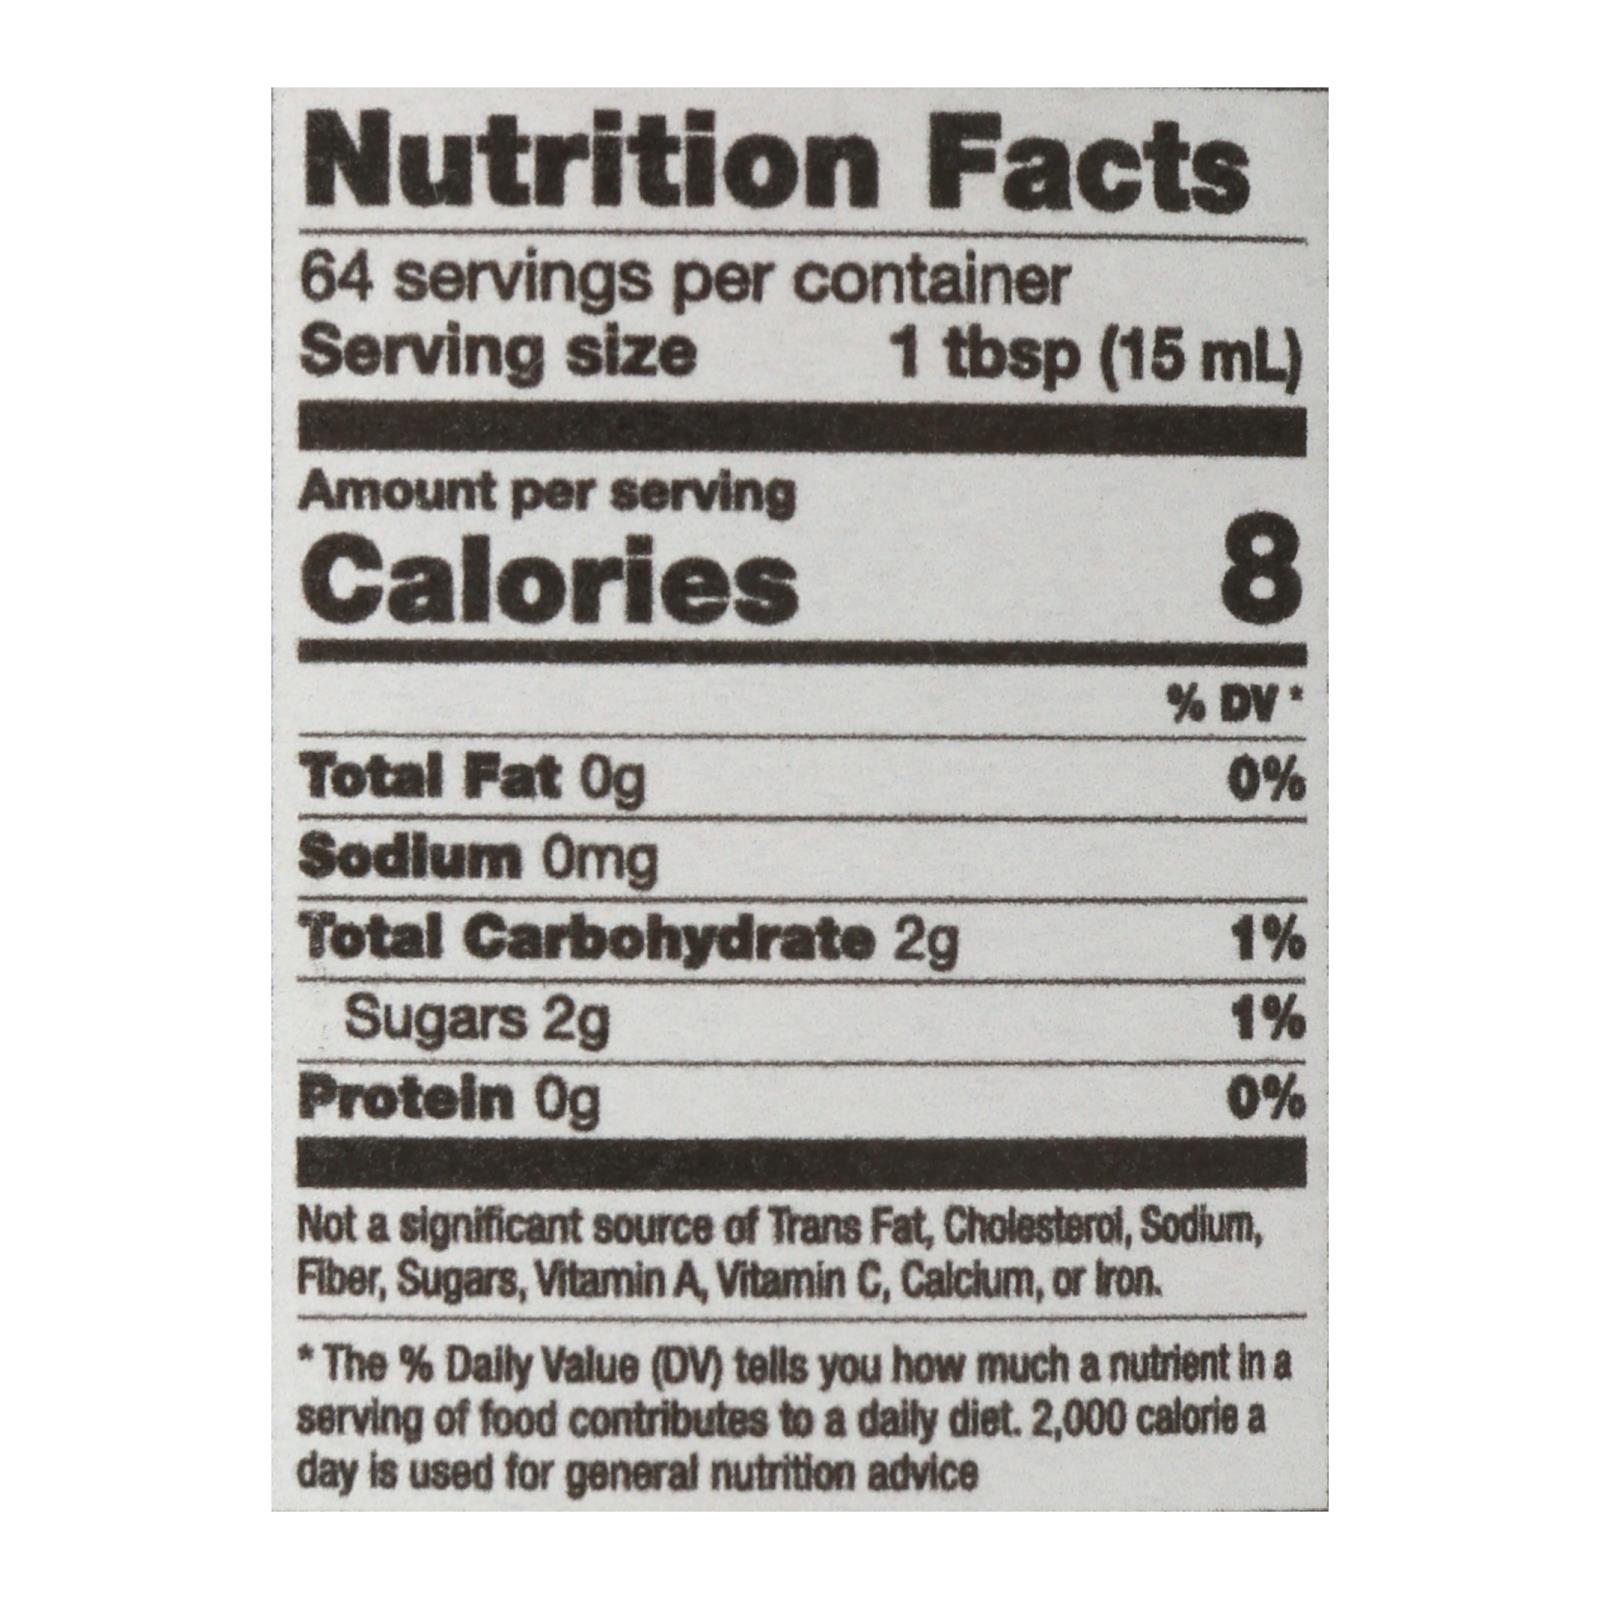 Nutrition Facts
64 servings per container
Serving size 1 tbsp (15 mL)
Amount per serving
Calories 8
% DV *
Total Fat 0g 0%
Sodium 0mg
Total Carbohydrate 2g 1%
Sugars 2g 1%
Protein 0g 0%
Not a significant source of Trans Fat, Cholesterol, Sodium,
Fiber, Sugars, Vitamin A, Vitamin C, Calcium, or Iron.
* The % Daily Value (DV) tells you how much a nutrient in a
serving of food contributes to a daily diet. 2,000 calorie a
day is used for general nutrition advice